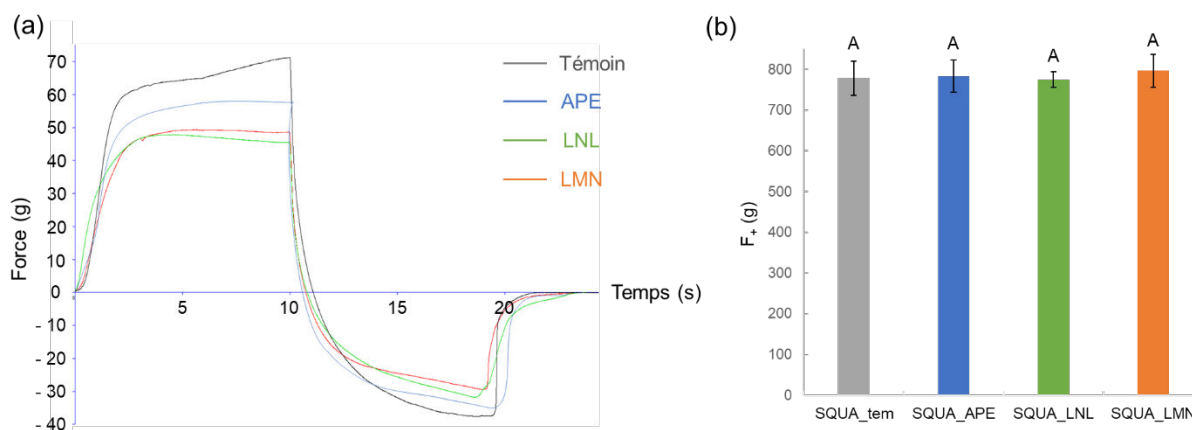 (a)
Force (g)
70
60
50
40
30
20
10
0
- 10
- 20
- 30
- 40
5
10
15
20
Temps (s)
Témoin
APE
LNL
LMN
(b)
F+ (g)
800
700
600
500
400
300
200
100
0
A
A
A
A
SQUA_tem
SQUA_APE
SQUA_LNL
SQUA_LMN